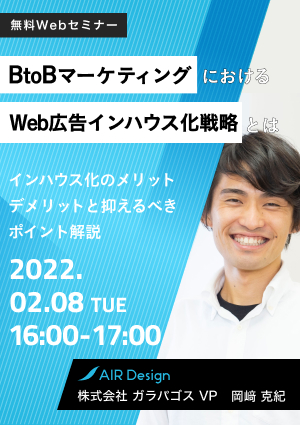 無料Webセミナー
BtoBマーケティング における
Web広告インハウス化戦略 とは
インハウス化のメリット
デメリットと抑えるべき
ポイント解説
2022.
02.08 TUE
16:00-17:00
AIR Design
株式会社 ガラパゴス VP 岡﨑 克紀